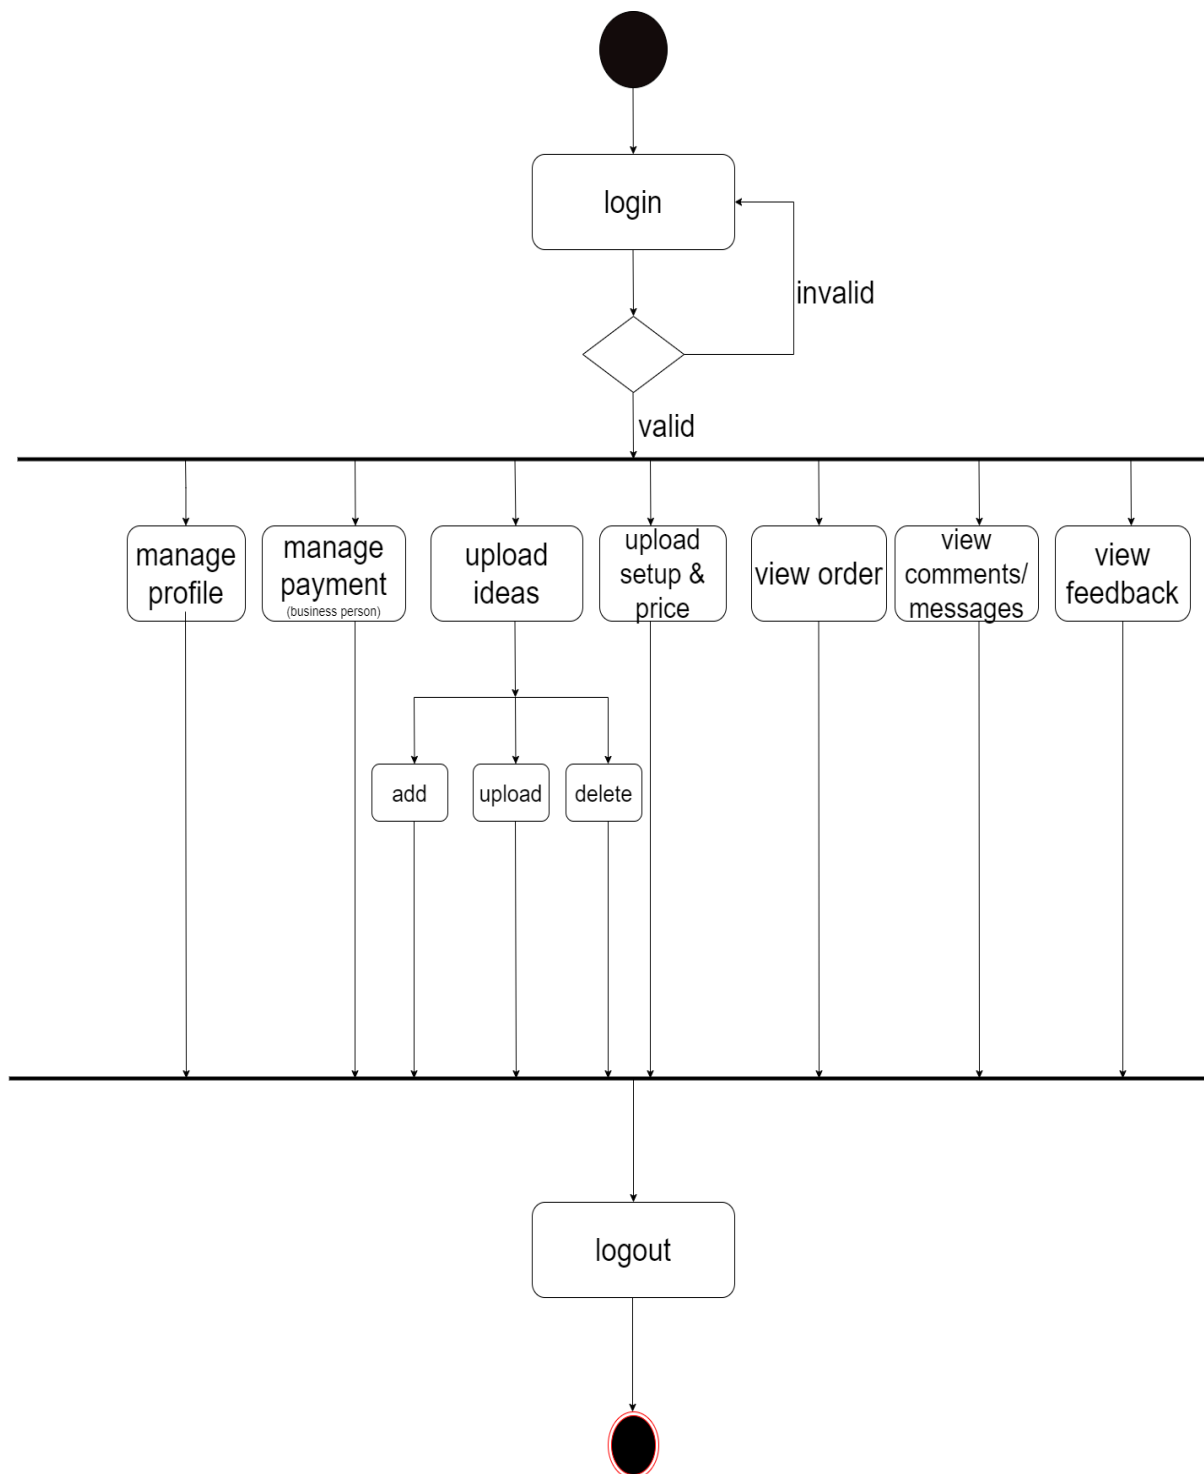 login
invalid
valid
manage
profile
manage
payment
(business person)
upload
ideas
upload
setup &
price
view order
view
comments/
messages
view
feedback
add
upload
delete
logout